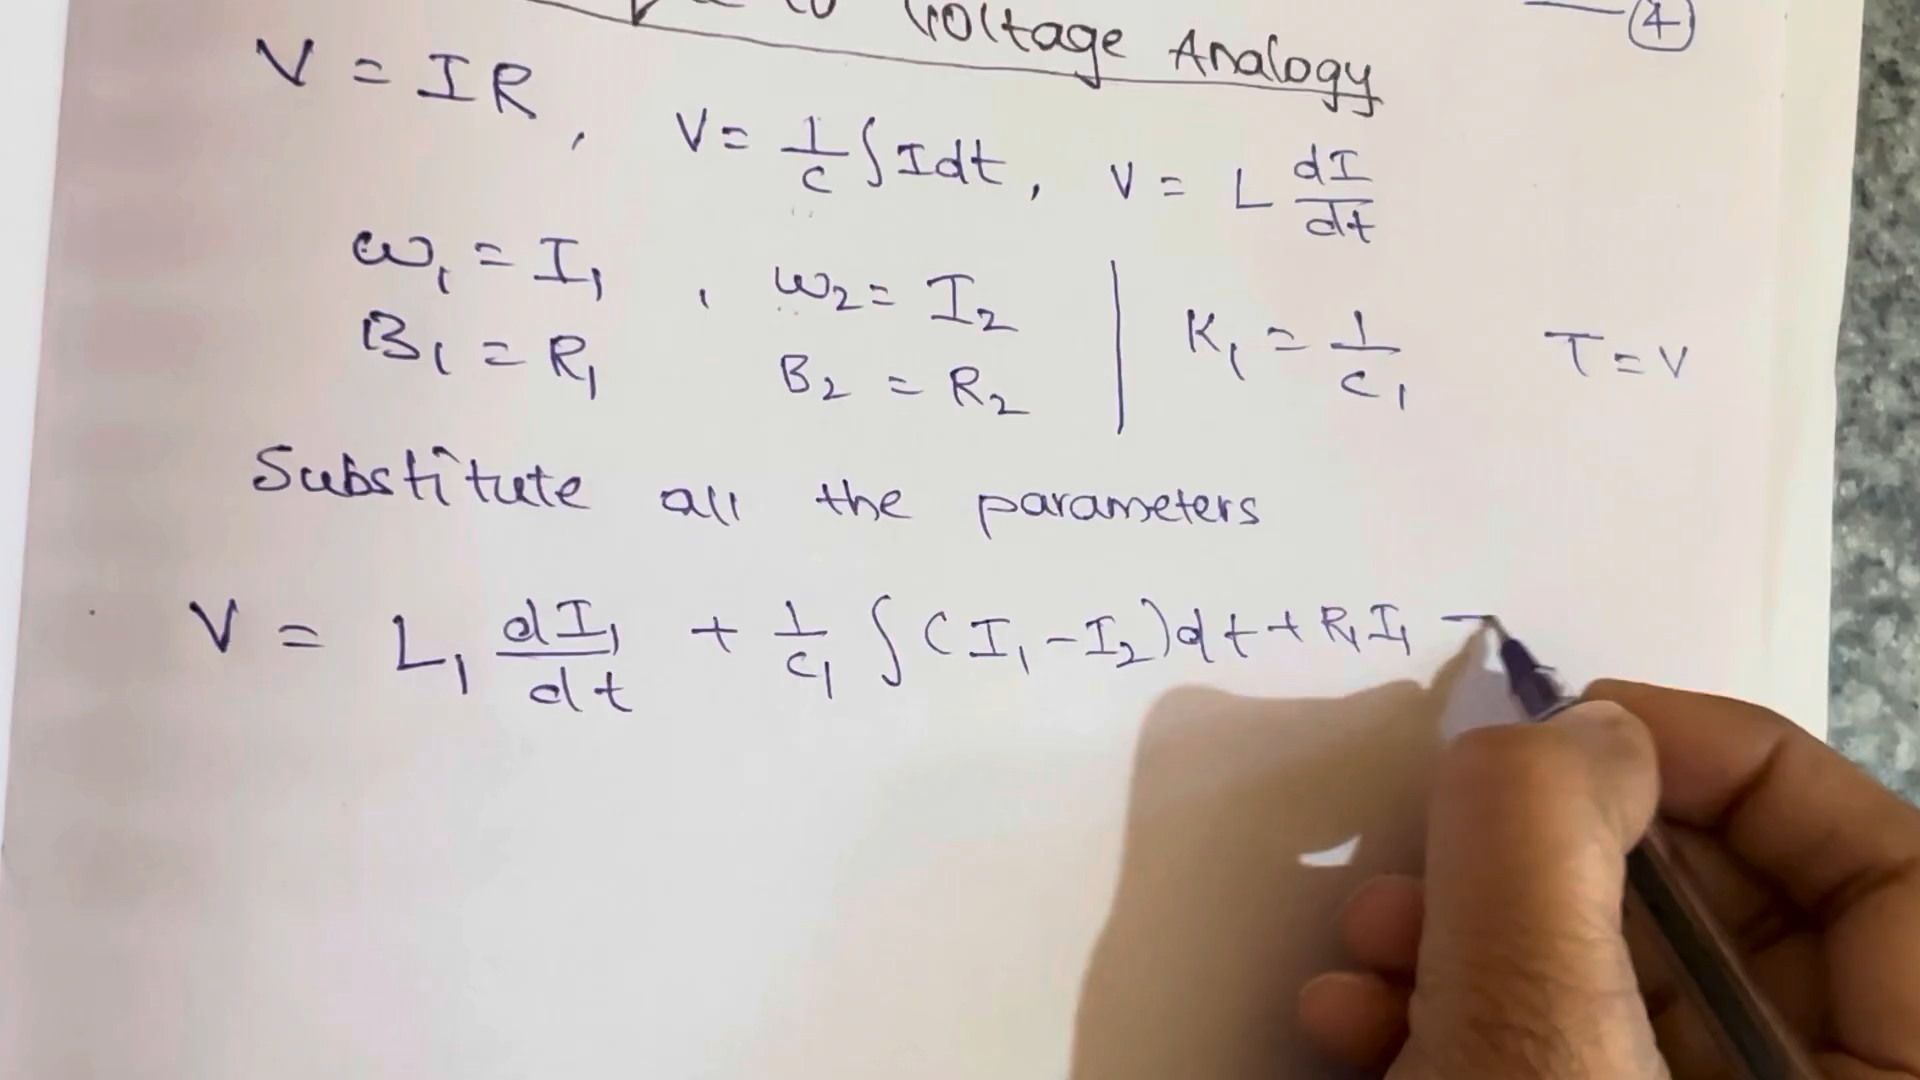 to Voltage Analogy
④
V = IR , V = 1/c ∫Idt , V = L dI/dt
ω₁ = I₁ , ω₂ = I₂
K₁ = 1/c₁ T = V
B₁ = R₁ B₂ = R₂
Substitute all the parameters
V = L₁ dI₁/dt + 1/c₁ ∫(I₁ - I₂)dt + R₁I₁ —